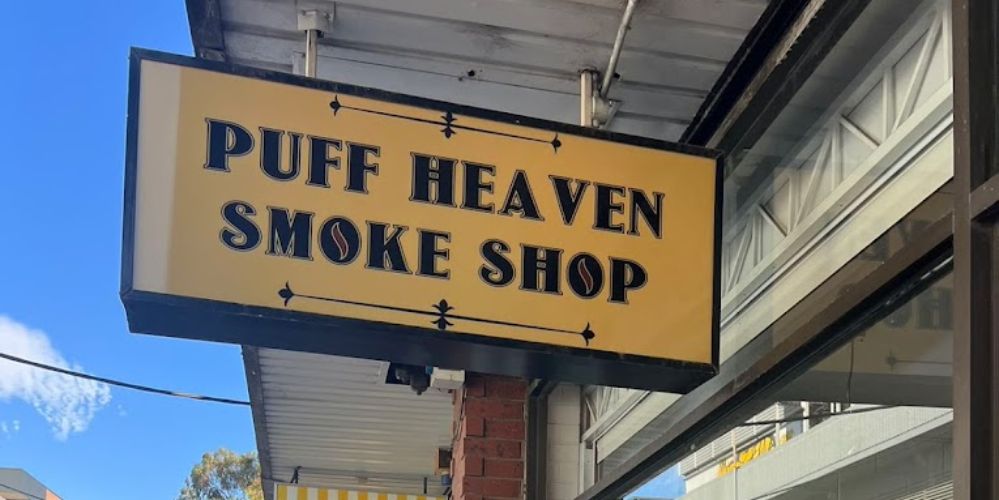 PUFF HEAVEN
SMOKE SHOP